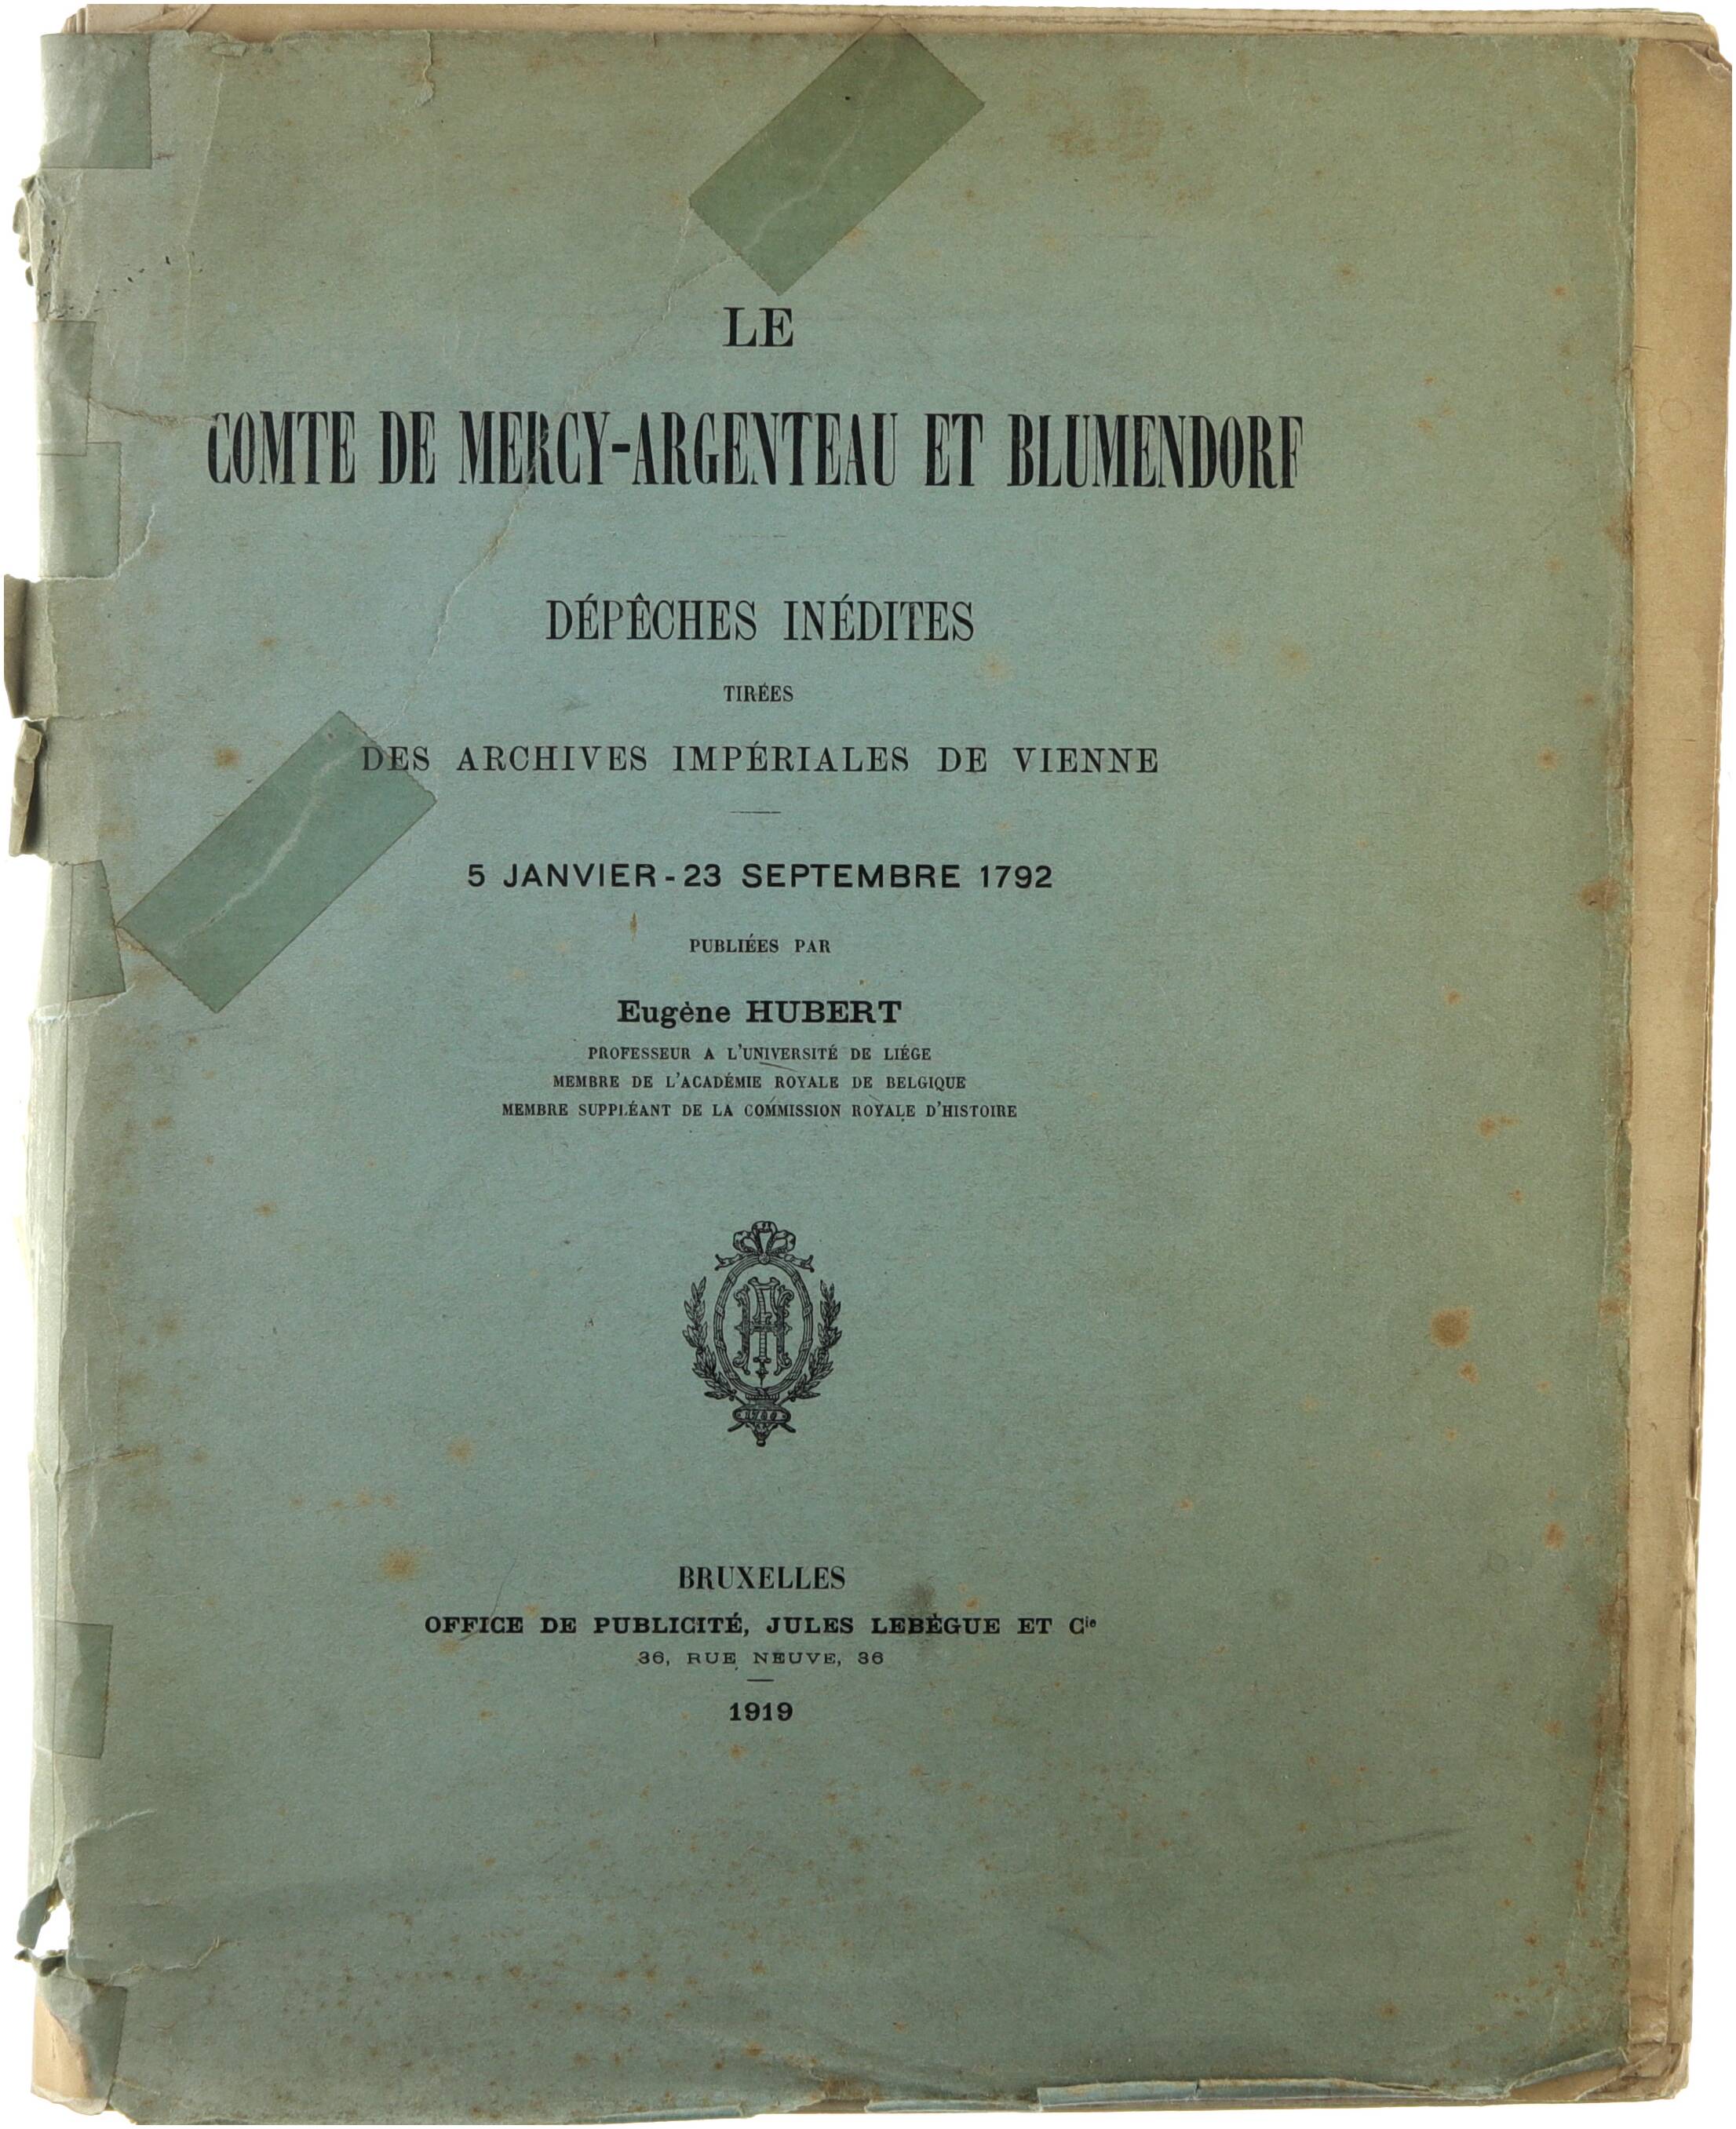 LE
COMTE DE MERCY-ARGENTEAU ET BLUMENDORF
DÉPÊCHES INÉDITES
TIRÉES
DES ARCHIVES IMPÉRIALES DE VIENNE
5 JANVIER-23 SEPTEMBRE 1792
PUBLIÉES PAR
Eugène HUBERT
PROFESSEUR A L'UNIVERSITÉ DE LIÉGE
MEMBRE DE L'ACADÉMIE ROYALE DE BELGIQUE
MEMBRE SUPPLÉANT DE LA COMMISSION ROYALE D'HISTOIRE
BRUXELLES
OFFICE DE PUBLICITÉ, JULES LEBÈGUE ET Cie
36, RUE NEUVE, 36
1919